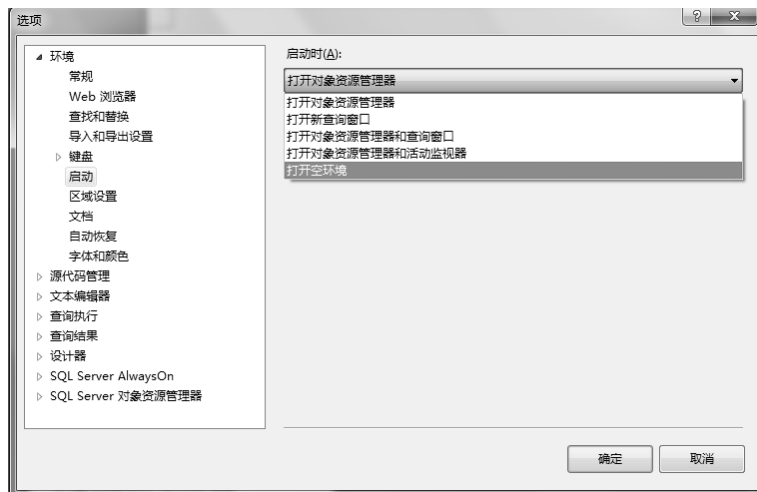 选项
环境
常规
Web 浏览器
查找和替换
导入和导出设置
键盘
启动
区域设置
文档
自动恢复
字体和颜色
源代码管理
文本编辑器
查询执行
查询结果
设计器
SQL Server AlwaysOn
SQL Server 对象资源管理器
启动时(A):
打开对象资源管理器
打开对象资源管理器
打开新查询窗口
打开对象资源管理器和查询窗口
打开对象资源管理器和活动监视器
打开空环境
确定
取消